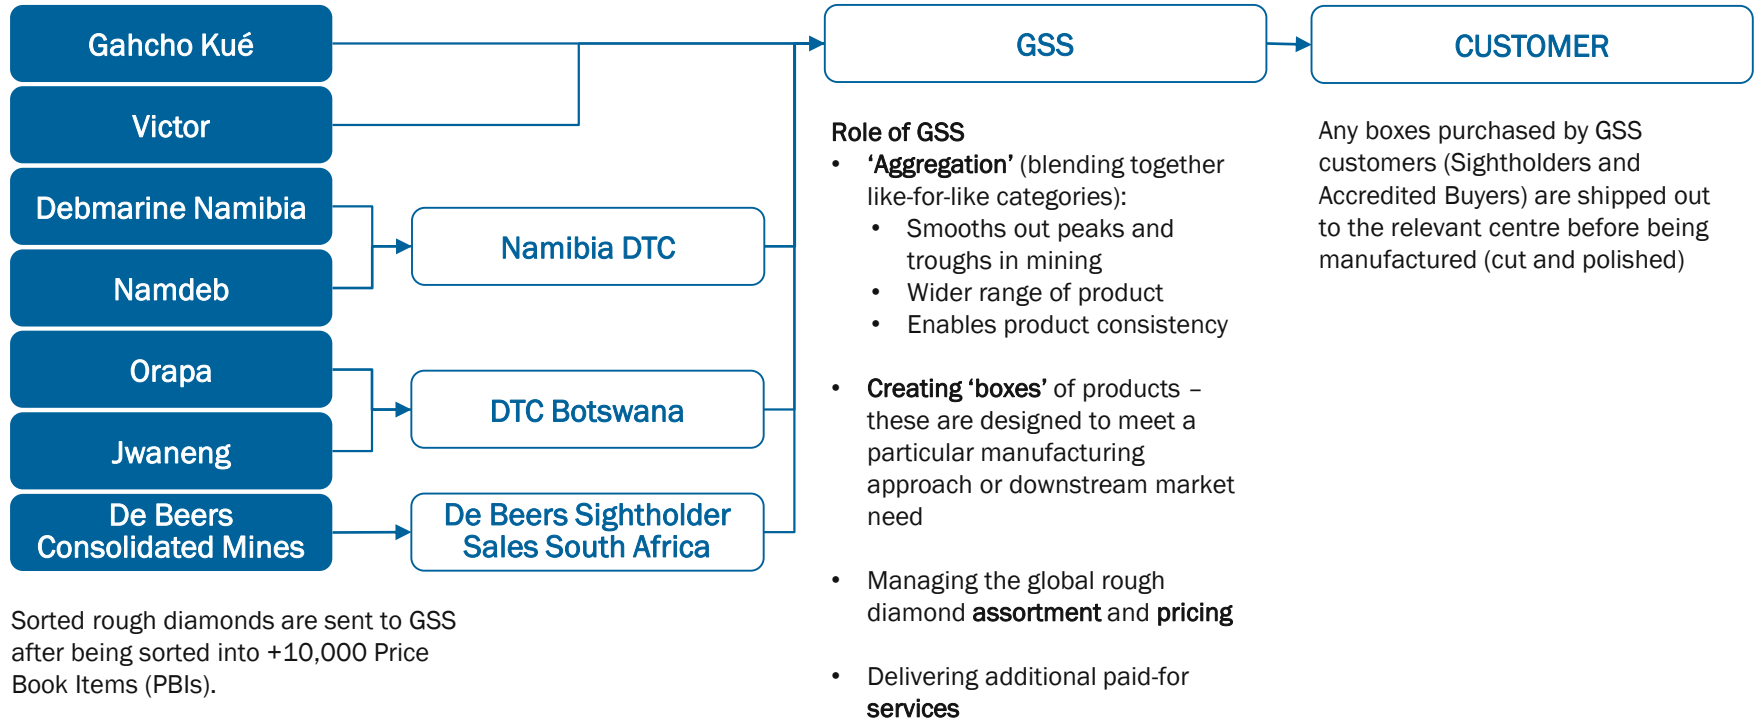 Gahcho Kué
Victor
Debmarine Namibia
Namdeb
Orapa
Jwaneng
De Beers
Consolidated Mines
Sorted rough diamonds are sent to GSS
after being sorted into +10,000 Price
Book Items (PBIs).
Namibia DTC
DTC Botswana
De Beers Sightholder
Sales South Africa
GSS
Role of GSS
• ‘Aggregation’ (blending together
like-for-like categories):
• Smooths out peaks and
troughs in mining
• Wider range of product
• Enables product consistency
• Creating ‘boxes’ of products –
these are designed to meet a
particular manufacturing
approach or downstream market
need
• Managing the global rough
diamond assortment and pricing
• Delivering additional paid-for
services
CUSTOMER
Any boxes purchased by GSS
customers (Sightholders and
Accredited Buyers) are shipped out
to the relevant centre before being
manufactured (cut and polished)